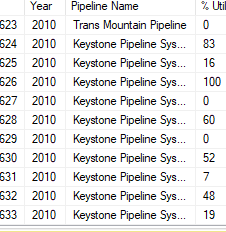 Year Pipeline Name % Util
623 2010 Trans Mountain Pipeline 0
624 2010 Keystone Pipeline Sys... 83
625 2010 Keystone Pipeline Sys... 16
626 2010 Keystone Pipeline Sys... 100
627 2010 Keystone Pipeline Sys... 0
628 2010 Keystone Pipeline Sys... 60
629 2010 Keystone Pipeline Sys... 0
630 2010 Keystone Pipeline Sys... 52
631 2010 Keystone Pipeline Sys... 7
632 2010 Keystone Pipeline Sys... 48
633 2010 Keystone Pipeline Sys... 19